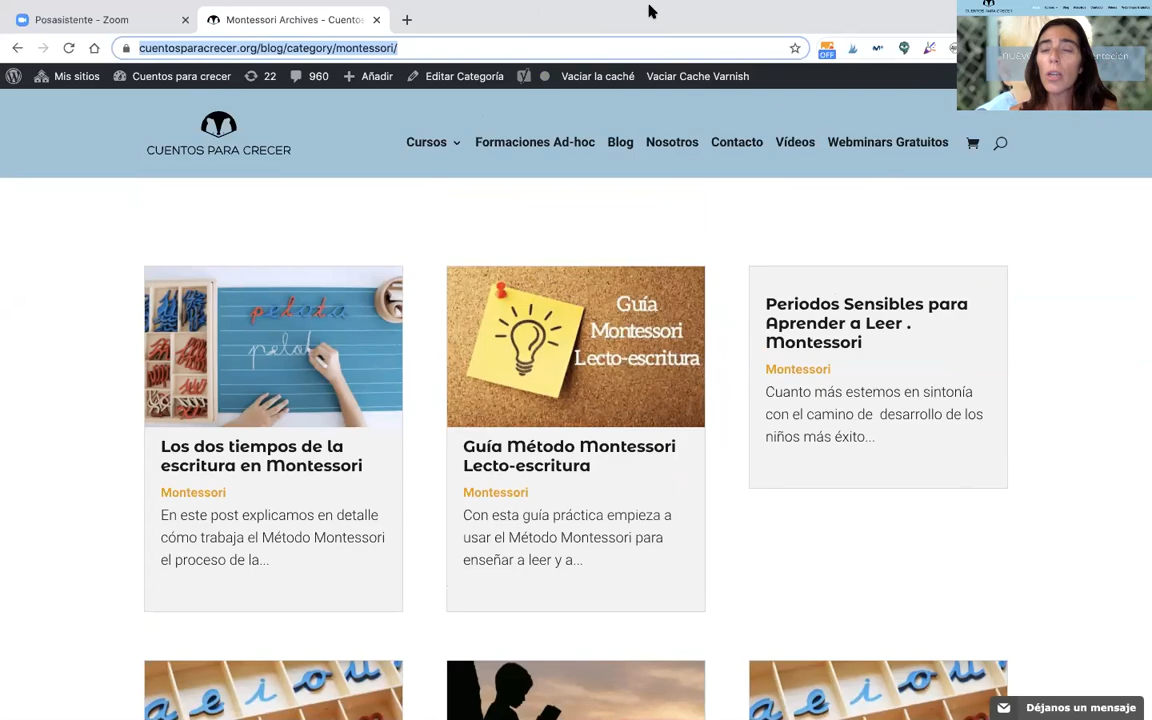 Posasistente - Zoom
Montessori Archives - Cuentos
cuentosparacrecer.org/blog/category/montessori/
OFF
Mis sitios
Cuentos para crecer
22
960
Añadir
Editar Categoría
Vaciar la caché
Vaciar Cache Varnish
CUENTOS PARA CRECER
Cursos
Formaciones Ad-hoc
Blog
Nosotros
Contacto
Vídeos
Webminars Gratuitos
pelota
pelot
Guía
Montessori
Lecto-escritura
Los dos tiempos de la
escritura en Montessori
Montessori
En este post explicamos en detalle
cómo trabaja el Método Montessori
el proceso de la...
Guía Método Montessori
Lecto-escritura
Montessori
Con esta guía práctica empieza a
usar el Método Montessori para
enseñar a leer y a...
Periodos Sensibles para
Aprender a Leer .
Montessori
Montessori
Cuanto más estemos en sintonía
con el camino de desarrollo de los
niños más éxito...
a e i o u
a e i o u
Déjanos un mensaje